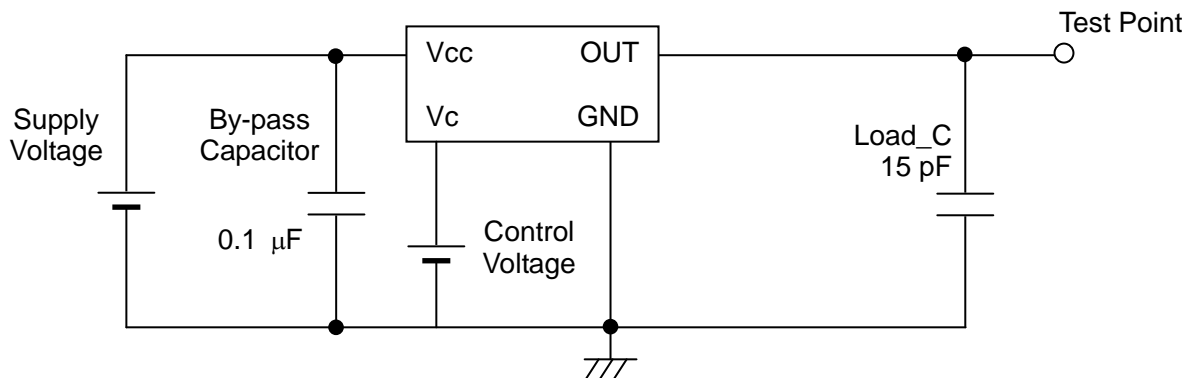 Test Point
Vcc
OUT
Vc
GND
Supply
Voltage
By-pass
Capacitor
0.1 μF
Control
Voltage
Load_C
15 pF